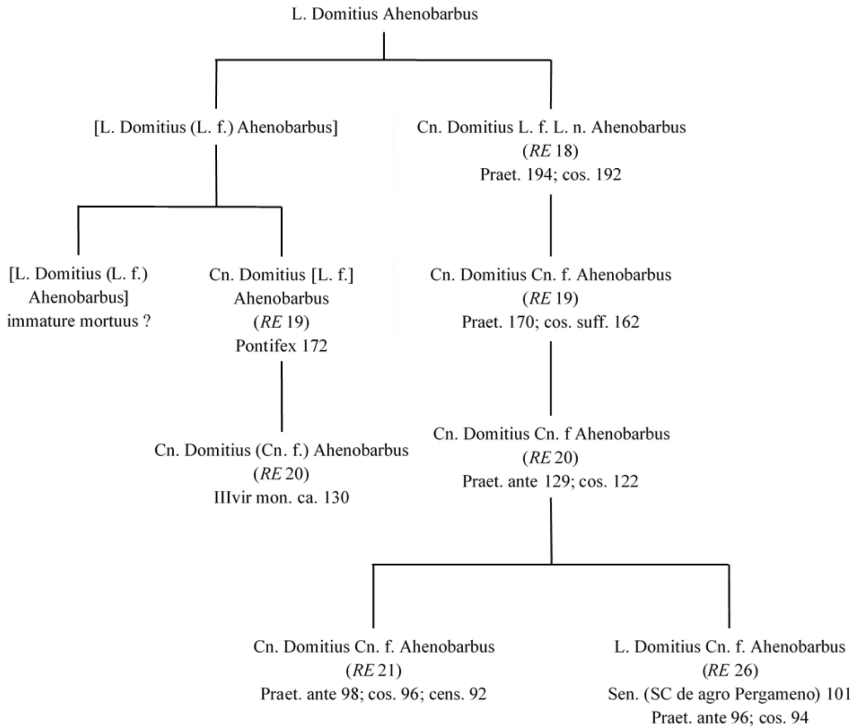 L. Domitius Ahenobarbus
[L. Domitius (L. f.) Ahenobarbus]
Cn. Domitius L. f. L. n. Ahenobarbus
(RE 18)
Praet. 194; cos. 192
[L. Domitius (L. f.)
Ahenobarbus]
immature mortuus ?
Cn. Domitius [L. f.]
Ahenobarbus
(RE 19)
Pontifex 172
Cn. Domitius Cn. f. Ahenobarbus
(RE 19)
Praet. 170; cos. suff. 162
Cn. Domitius (Cn. f.) Ahenobarbus
(RE 20)
IIIvir mon. ca. 130
Cn. Domitius Cn. f Ahenobarbus
(RE 20)
Praet. ante 129; cos. 122
Cn. Domitius Cn. f. Ahenobarbus
(RE 21)
Praet. ante 98; cos. 96; cens. 92
L. Domitius Cn. f. Ahenobarbus
(RE 26)
Sen. (SC de agro Pergameno) 101
Praet. ante 96; cos. 94